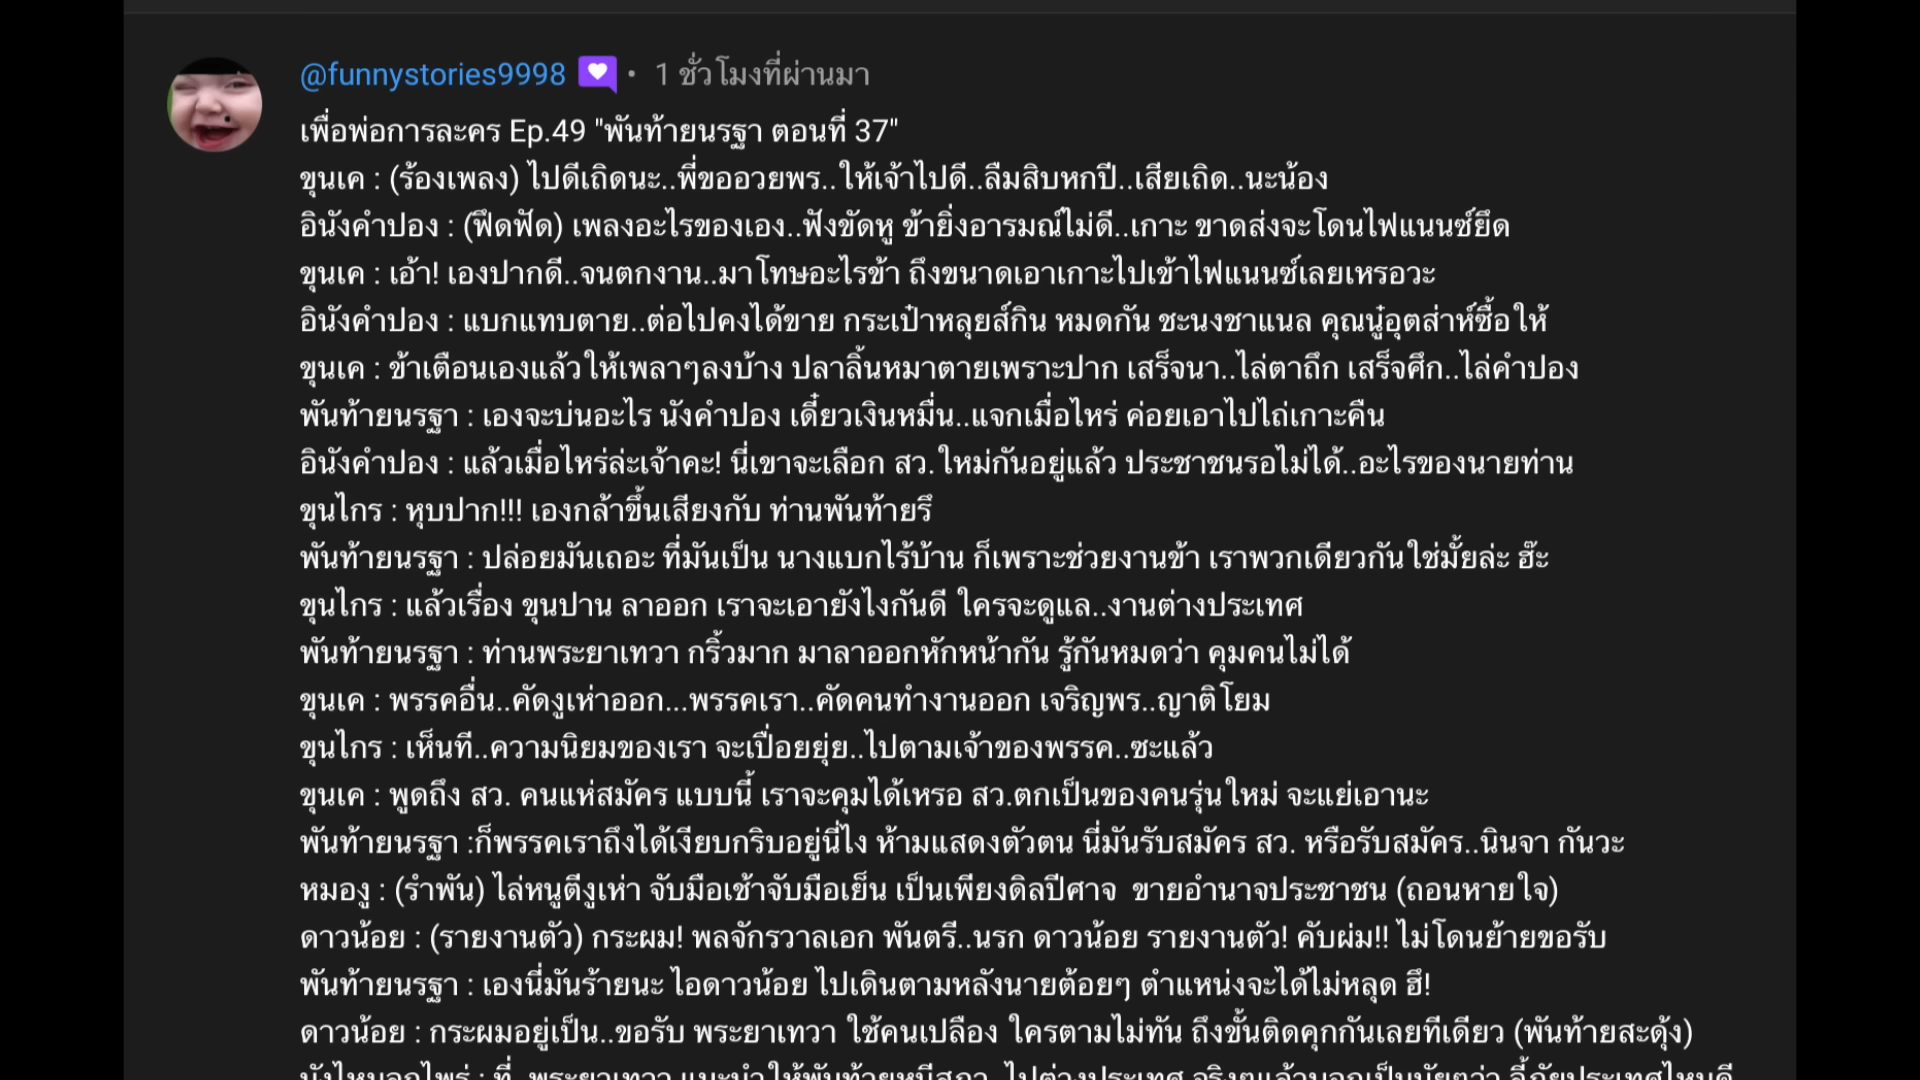 @funnystories9998 • 1 ชั่วโมงที่ผ่านมา
เพื่อพ่อการละคร Ep.49 "พันท้ายนรฐา ตอนที่ 37"
ขุนเค : (ร้องเพลง) ไปดีเถิดนะ..พี่ขออวยพร..ให้เจ้าไปดี..ลืมสิบหกปี..เสียเถิด..นะน้อง
อินังคำปอง : (ฟึดฟัด) เพลงอะไรของเอง..ฟังขัดหู ข้ายิ่งอารมณ์ไม่ดี..เกาะ ขาดส่งจะโดนไฟแนนซ์ยึด
ขุนเค : เอ้า! เองปากดี..จนตกงาน..มาโทษอะไรข้า ถึงขนาดเอาเกาะไปเข้าไฟแนนซ์เลยเหรอวะ
อินังคำปอง : แบกแทบตาย..ต่อไปคงได้ขาย กระเป๋าหลุยส์กิน หมดกัน ชะนงชาแนล คุณนู๋อุตส่าห์ซื้อให้
ขุนเค : ข้าเตือนเองแล้วให้เพลาๆลงบ้าง ปลาลิ้นหมาตายเพราะปาก เสร็จนา..ไล่ตาถึก เสร็จศึก..ไล่คำปอง
พันท้ายนรฐา : เองจะบ่นอะไร นังคำปอง เดี๋ยวเงินหมื่น..แจกเมื่อไหร่ ค่อยเอาไปไถ่เกาะคืน
อินังคำปอง : แล้วเมื่อไหร่ล่ะเจ้าคะ! นี่เขาจะเลือก สว. ใหม่กันอยู่แล้ว ประชาชนรอไม่ได้..อะไรของนายท่าน
ขุนไกร : หุบปาก!!! เองกล้าขึ้นเสียงกับ ท่านพันท้ายรึ
พันท้ายนรฐา : ปล่อยมันเถอะ ที่มันเป็น นางแบกไร้บ้าน ก็เพราะช่วยงานข้า เราพวกเดียวกันใช่มั้ยล่ะ ฮ๊ะ
ขุนไกร : แล้วเรื่อง ขุนปาน ลาออก เราจะเอายังไงกันดี ใครจะดูแล..งานต่างประเทศ
พันท้ายนรฐา : ท่านพระยาเทวา กริ้วมาก มาลาออกหักหน้ากัน รู้กันหมดว่า คุมคนไม่ได้
ขุนเค : พรรคอื่น..คัดงูเห่าออก...พรรคเรา..คัดคนทำงานออก เจริญพร..ญาติโยม
ขุนไกร : เห็นที..ความนิยมของเรา จะเปื่อยยุ่ย..ไปตามเจ้าของพรรค..ซะแล้ว
ขุนเค : พูดถึง สว. คนแห่สมัคร แบบนี้ เราจะคุมได้เหรอ สว.ตกเป็นของคนรุ่นใหม่ จะแย่เอานะ
พันท้ายนรฐา :ก็พรรคเราถึงได้เงียบกริบอยู่นี่ไง ห้ามแสดงตัวตน นี่มันรับสมัคร สว. หรือรับสมัคร..นินจา กันวะ
หมองู : (รำพัน) ไล่หนูตีงูเห่า จับมือเช้าจับมือเย็น เป็นเพียงดิลปีศาจ ขายอำนาจประชาชน (ถอนหายใจ)
ดาวน้อย : (รายงานตัว) กระผม! พลจักรวาลเอก พันตรี..นรก ดาวน้อย รายงานตัว! คับผ่ม!! ไม่โดนย้ายขอรับ
พันท้ายนรฐา : เองนี่มันร้ายนะ ไอดาวน้อย ไปเดินตามหลังนายต้อยๆ ตำแหน่งจะได้ไม่หลุด ฮึ!
ดาวน้อย : กระผมอยู่เป็น..ขอรับ พระยาเทวา ใช้คนเปลือง ใครตามไม่ทัน ถึงขั้นติดคุกกันเลยทีเดียว (พันท้ายสะดุ้ง)